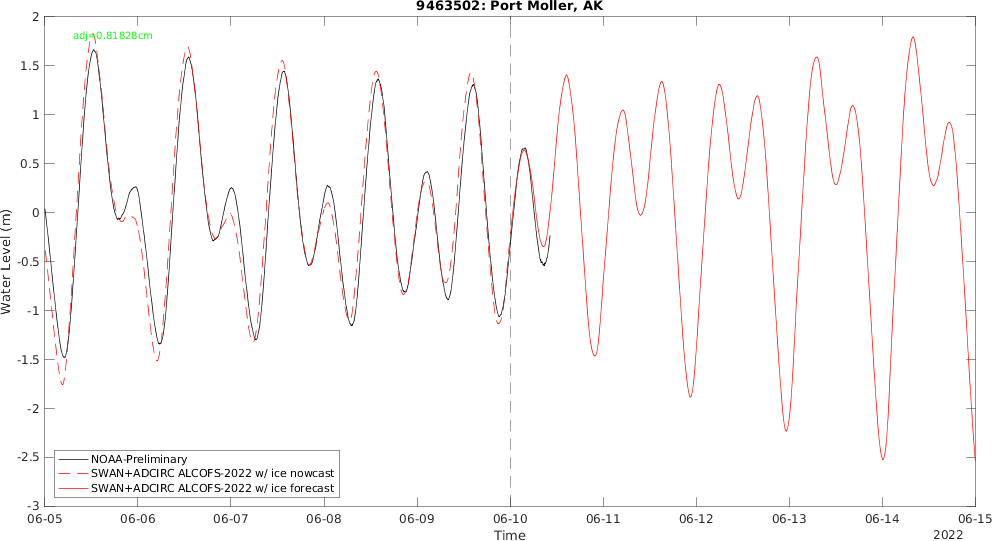 9463502: Port Moller, AK
adj=0.81828cm
2
1.5
1
0.5
0
-0.5
-1
-1.5
-2
-2.5
-3
Water Level (m)
NOAA-Preliminary
SWAN+ADCIRC ALCOFS-2022 w/ ice nowcast
SWAN+ADCIRC ALCOFS-2022 w/ ice forecast
06-05 06-06 06-07 06-08 06-09 06-10 06-11 06-12 06-13 06-14 06-15
Time
2022